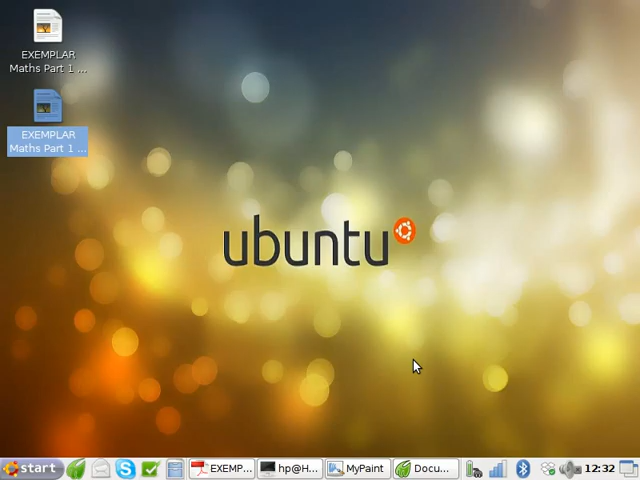 EXEMPLAR
Maths Part 1 ...
EXEMPLAR
Maths Part 1 ...
ubuntu
start
EXEMP...
hp@H...
MyPaint
Docu...
12:32